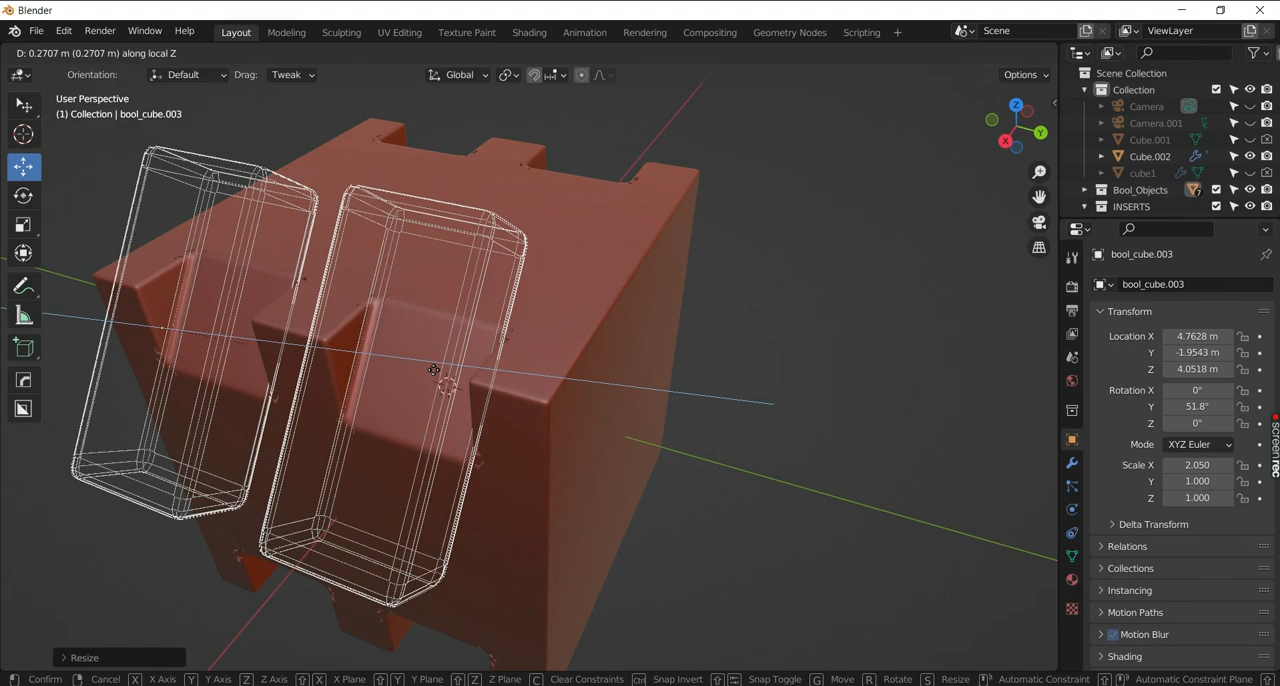 Blender
File Edit Render Window Help Layout Modeling Sculpting UV Editing Texture Paint Shading Animation Rendering Compositing Geometry Nodes Scripting + Scene ViewLayer
D: 0.2707 m (0.2707 m) along local Z
Orientation: Default Drag: Tweak Global Options
User Perspective
(1) Collection | bool_cube.003
Z
Y
X
Scene Collection
Collection
Camera
Camera.001
Cube.001
Cube.002
cube1
Bool_Objects 7
INSERTS
bool_cube.003
bool_cube.003
Transform
Location X 4.7628 m
Y -1.9543 m
Z 4.0518 m
Rotation X 0°
Y 51.8°
Z 0°
Mode XYZ Euler
Scale X 2.050
Y 1.000
Z 1.000
Delta Transform
Relations
Collections
Instancing
Motion Paths
Motion Blur
Shading
screenrec
Resize
Confirm Cancel X X Axis Y Y Axis Z Z Axis X X Plane Y Y Plane Z Z Plane C Clear Constraints Ctrl Snap Invert Snap Toggle G Move R Rotate S Resize Automatic Constraint Automatic Constraint Plane